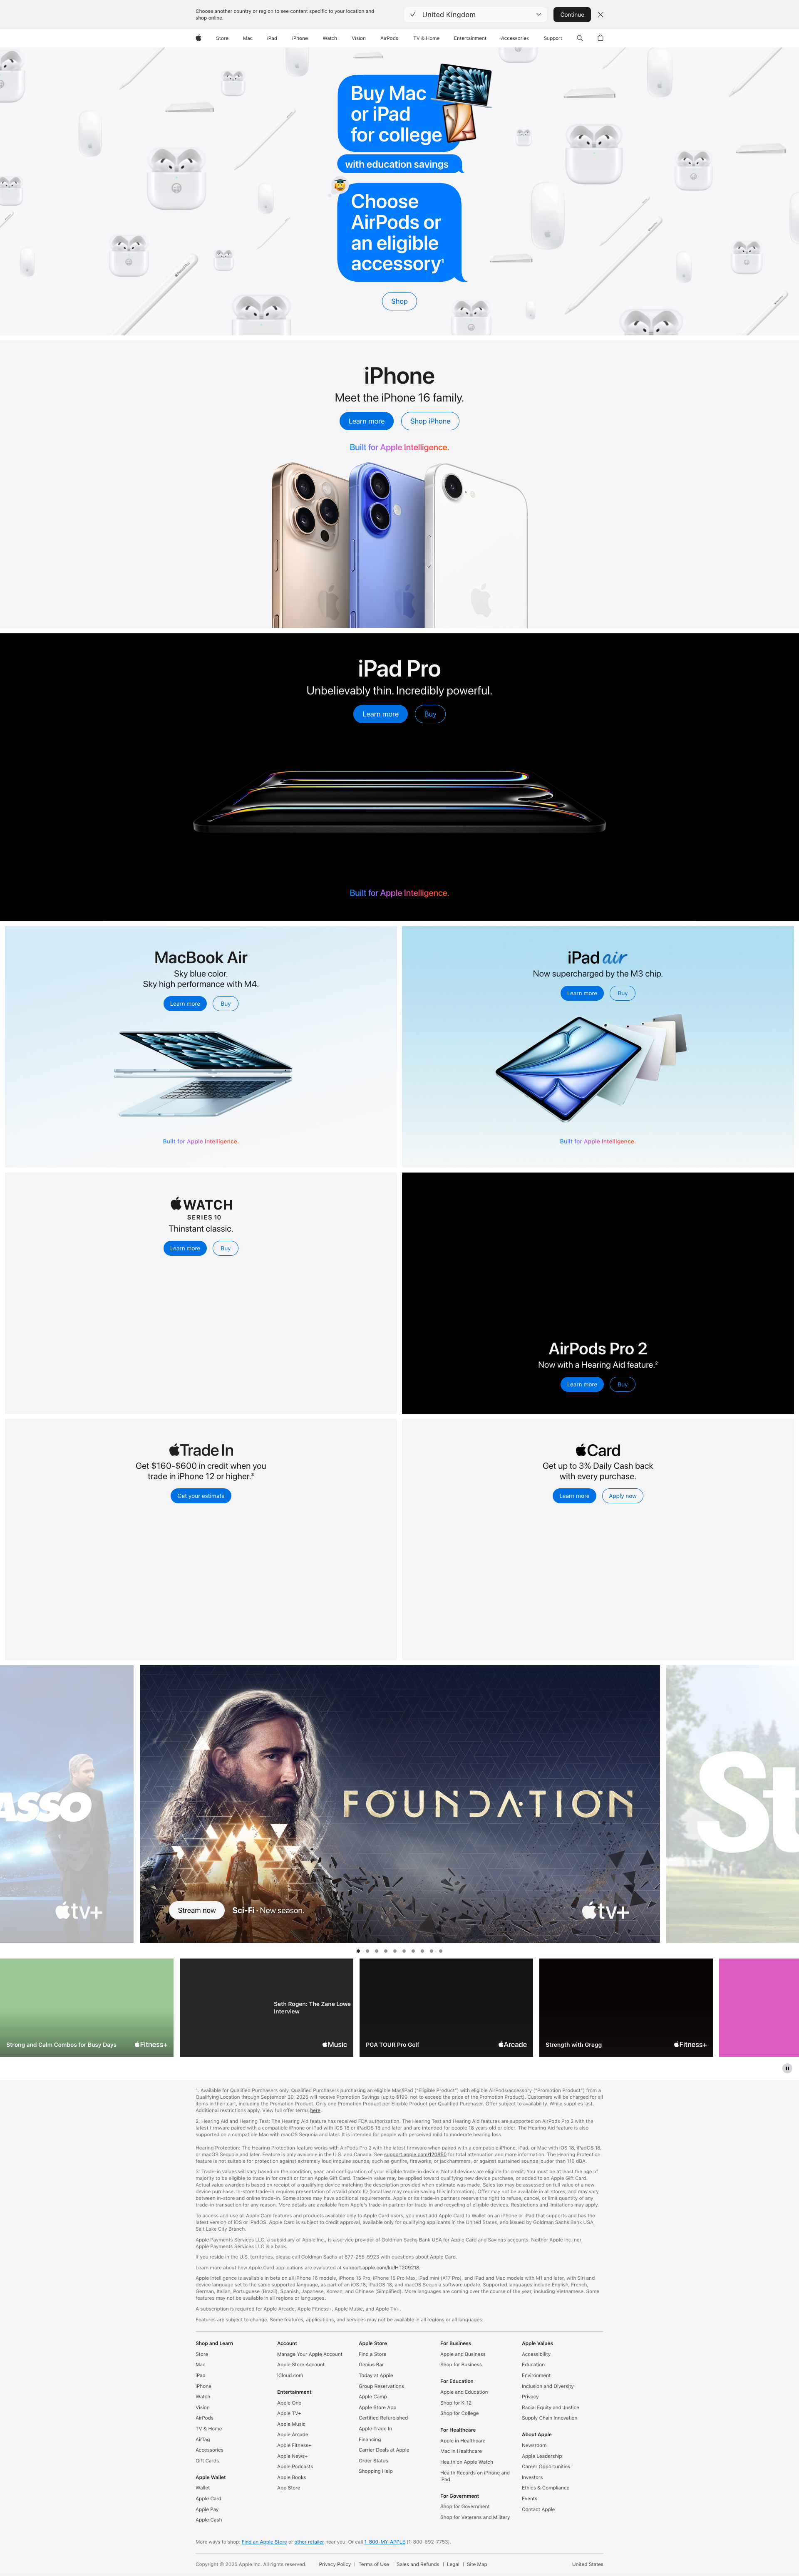 Choose another country or region to see content specific to your location and
shop online.
United Kingdom
Continue
Store
Mac
iPad
iPhone
Watch
Vision
AirPods
TV & Home
Entertainment
Accessories
Support
Buy Mac
or iPad
for college
with education savings
Choose
AirPods or
an eligible
accessory¹
Shop
iPhone
Meet the iPhone 16 family.
Learn more
Shop iPhone
Built for Apple Intelligence.
iPad Pro
Unbelievably thin. Incredibly powerful.
Learn more
Buy
Built for Apple Intelligence.
MacBook Air
Sky blue color.
Sky high performance with M4.
Learn more
Buy
Built for Apple Intelligence.
iPad air
Now supercharged by the M3 chip.
Learn more
Buy
Built for Apple Intelligence.
WATCH
SERIES 10
Thinstant classic.
Learn more
Buy
AirPods Pro 2
Now with a Hearing Aid feature.²
Learn more
Buy
Trade In
Get $160-$600 in credit when you
trade in iPhone 12 or higher.³
Get your estimate
Card
Get up to 3% Daily Cash back
with every purchase.
Learn more
Apply now
ASSO
tv+
FOUNDATION
Stream now
Sci-Fi · New season.
tv+
St
Strong and Calm Combos for Busy Days
Fitness+
Seth Rogen: The Zane Lowe
Interview
Music
PGA TOUR Pro Golf
Arcade
Strength with Gregg
Fitness+
1. Available for Qualified Purchasers only. Qualified Purchasers purchasing an eligible Mac/iPad ("Eligible Product") with eligible AirPods/accessory ("Promotion Product") from a
Qualifying Location through September 30, 2025 will receive Promotion Savings (up to $199, not to exceed the price of the Promotion Product). Customers will be charged for all
items in their cart, including the Promotion Product. Only one Promotion Product per Eligible Product per Qualified Purchaser. Offer subject to availability. While supplies last.
Additional restrictions apply. View full offer terms here.
2. Hearing Aid and Hearing Test: The Hearing Aid feature has received FDA authorization. The Hearing Test and Hearing Aid features are supported on AirPods Pro 2 with the
latest firmware paired with a compatible iPhone or iPad with iOS 18 or iPadOS 18 and later and are intended for people 18 years old or older. The Hearing Aid feature is also
supported on a compatible Mac with macOS Sequoia and later. It is intended for people with perceived mild to moderate hearing loss.
Hearing Protection: The Hearing Protection feature works with AirPods Pro 2 with the latest firmware when paired with a compatible iPhone, iPad, or Mac with iOS 18, iPadOS 18,
or macOS Sequoia and later. Feature is only available in the U.S. and Canada. See support.apple.com/120850 for total attenuation and more information. The Hearing Protection
feature is not suitable for protection against extremely loud impulse sounds, such as gunfire, fireworks, or jackhammers, or against sustained sounds louder than 110 dBA.
3. Trade-in values will vary based on the condition, year, and configuration of your eligible trade-in device. Not all devices are eligible for credit. You must be at least the age of
majority to be eligible to trade in for credit or for an Apple Gift Card. Trade-in value may be applied toward qualifying new device purchase, or added to an Apple Gift Card.
Actual value awarded is based on receipt of a qualifying device matching the description provided when estimate was made. Sales tax may be assessed on full value of a new
device purchase. In-store trade-in requires presentation of a valid photo ID (local law may require saving this information). Offer may not be available in all stores, and may vary
between in-store and online trade-in. Some stores may have additional requirements. Apple or its trade-in partners reserve the right to refuse, cancel, or limit quantity of any
trade-in transaction for any reason. More details are available from Apple's trade-in partner for trade-in and recycling of eligible devices. Restrictions and limitations may apply.
To access and use all Apple Card features and products available only to Apple Card users, you must add Apple Card to Wallet on an iPhone or iPad that supports and has the
latest version of iOS or iPadOS. Apple Card is subject to credit approval, available only for qualifying applicants in the United States, and issued by Goldman Sachs Bank USA,
Salt Lake City Branch.
Apple Payments Services LLC, a subsidiary of Apple Inc., is a service provider of Goldman Sachs Bank USA for Apple Card and Savings accounts. Neither Apple Inc. nor
Apple Payments Services LLC is a bank.
If you reside in the U.S. territories, please call Goldman Sachs at 877-255-5923 with questions about Apple Card.
Learn more about how Apple Card applications are evaluated at support.apple.com/kb/HT209218.
Apple Intelligence is available in beta on all iPhone 16 models, iPhone 15 Pro, iPhone 15 Pro Max, iPad mini (A17 Pro), and iPad and Mac models with M1 and later, with Siri and
device language set to the same supported language, as part of an iOS 18, iPadOS 18, and macOS Sequoia software update. Supported languages include English, French,
German, Italian, Portuguese (Brazil), Spanish, Japanese, Korean, and Chinese (Simplified). More languages are coming over the course of the year, including Vietnamese. Some
features may not be available in all regions or languages.
A subscription is required for Apple Arcade, Apple Fitness+, Apple Music, and Apple TV+.
Features are subject to change. Some features, applications, and services may not be available in all regions or all languages.
Shop and Learn
Store
Mac
iPad
iPhone
Watch
Vision
AirPods
TV & Home
AirTag
Accessories
Gift Cards
Apple Wallet
Wallet
Apple Card
Apple Pay
Apple Cash
Account
Manage Your Apple Account
Apple Store Account
iCloud.com
Entertainment
Apple One
Apple TV+
Apple Music
Apple Arcade
Apple Fitness+
Apple News+
Apple Podcasts
Apple Books
App Store
Apple Store
Find a Store
Genius Bar
Today at Apple
Group Reservations
Apple Camp
Apple Store App
Certified Refurbished
Apple Trade In
Financing
Carrier Deals at Apple
Order Status
Shopping Help
For Business
Apple and Business
Shop for Business
For Education
Apple and Education
Shop for K-12
Shop for College
For Healthcare
Apple in Healthcare
Mac in Healthcare
Health on Apple Watch
Health Records on iPhone and
iPad
For Government
Shop for Government
Shop for Veterans and Military
Apple Values
Accessibility
Education
Environment
Inclusion and Diversity
Privacy
Racial Equity and Justice
Supply Chain Innovation
About Apple
Newsroom
Apple Leadership
Career Opportunities
Investors
Ethics & Compliance
Events
Contact Apple
More ways to shop: Find an Apple Store or other retailer near you. Or call 1-800-MY-APPLE (1-800-692-7753).
Copyright © 2025 Apple Inc. All rights reserved.
Privacy Policy | Terms of Use | Sales and Refunds | Legal | Site Map
United States